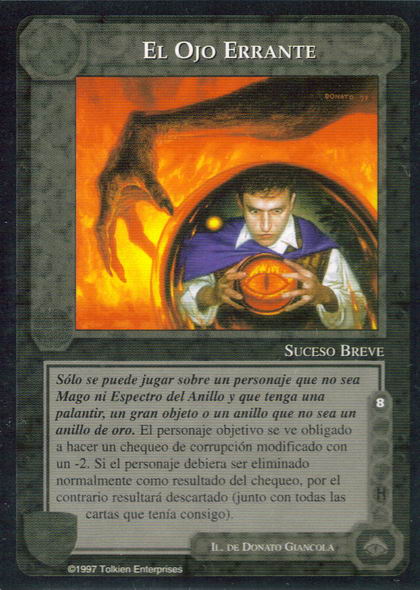 El Ojo Errante
DONATO 97
Suceso Breve
Sólo se puede jugar sobre un personaje que no sea
Mago ni Espectro del Anillo y que tenga una
palantir, un gran objeto o un anillo que no sea un
anillo de oro. El personaje objetivo se ve obligado
a hacer un chequeo de corrupción modificado con
un -2. Si el personaje debiera ser eliminado
normalmente como resultado del chequeo, por el
contrario resultará descartado (junto con todas las
cartas que tenía consigo).
8
H
Il. de Donato Giancola
©1997 Tolkien Enterprises